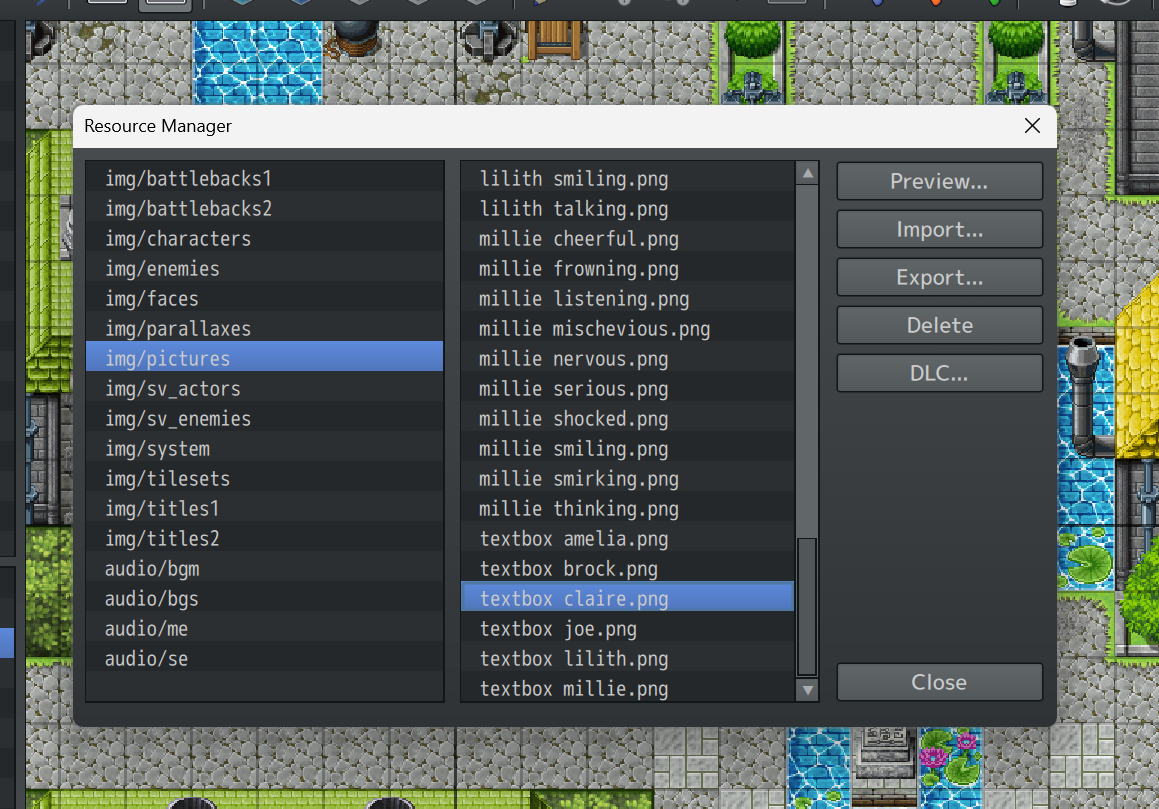 Resource Manager
img/battlebacks1
img/battlebacks2
img/characters
img/enemies
img/faces
img/parallaxes
img/pictures
img/sv_actors
img/sv_enemies
img/system
img/tilesets
img/titles1
img/titles2
audio/bgm
audio/bgs
audio/me
audio/se
lilith smiling.png
lilith talking.png
millie cheerful.png
millie frowning.png
millie listening.png
millie mischevious.png
millie nervous.png
millie serious.png
millie shocked.png
millie smiling.png
millie smirking.png
millie thinking.png
textbox amelia.png
textbox brock.png
textbox claire.png
textbox joe.png
textbox lilith.png
textbox millie.png
Preview...
Import...
Export...
Delete
DLC...
Close